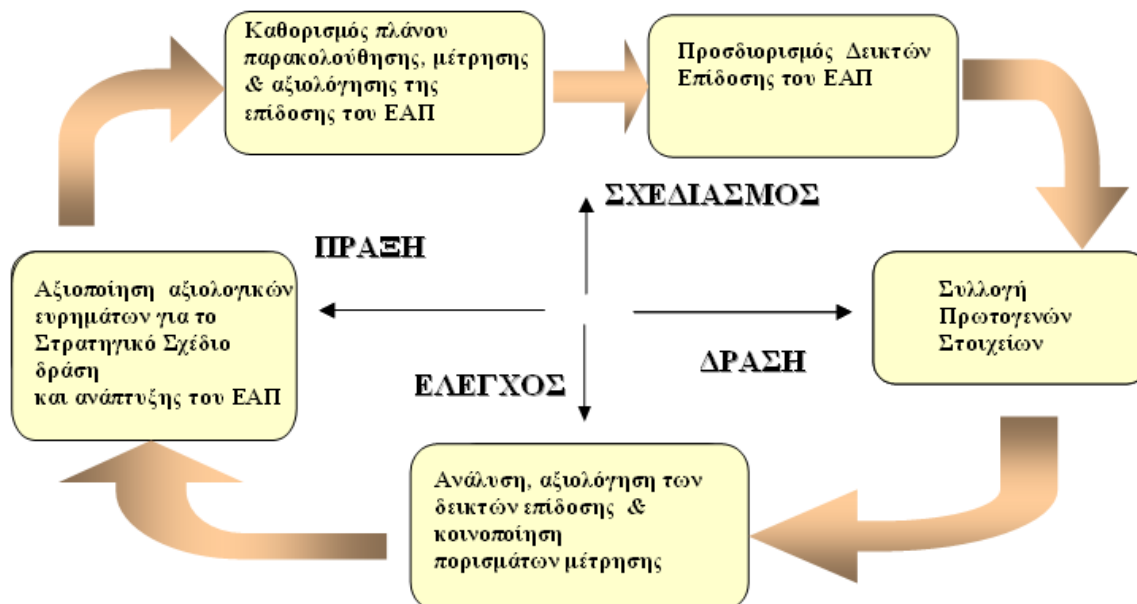 Καθορισμός πλάνου
παρακολούθησης, μέτρησης
& αξιολόγησης της
επίδοσης του ΕΑΠ
Προσδιορισμός Δεικτών
Επίδοσης του ΕΑΠ
ΣΧΕΔΙΑΣΜΟΣ
ΠΡΑΞΗ
Αξιοποίηση αξιολογικών
ευρημάτων για το
Στρατηγικό Σχέδιο
δράση
και ανάπτυξης του ΕΑΠ
Συλλογή
Πρωτογενών
Στοιχείων
ΔΡΑΣΗ
ΕΛΕΓΧΟΣ
Ανάλυση, αξιολόγηση των
δεικτών επίδοσης &
κοινοποίηση
πορισμάτων μέτρησης